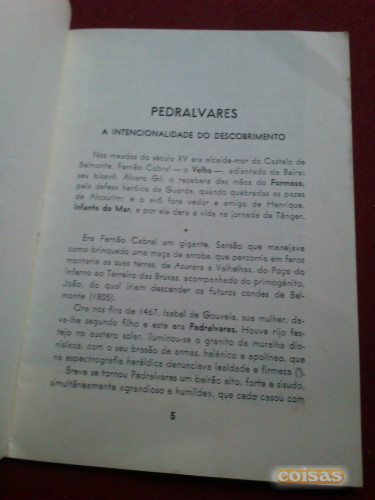 PEDRALVARES
A INTENCIONALIDADE DO DESCOBRIMENTO
Nos meados do século XV era alcaide-mor do Castelo de
Belmonte, Fernão Cabral — o Velho —, adiantado da Beira;
seu bisavô, Álvaro Gil, o recebera das mãos do Formoso,
pela defesa heróica da Guarda, quando quebradas as pazes
de Alcoutim; e o avô fora vedor e amigo de Henrique,
Infante do Mar, e por ele dera a vida na jornada de Tânger.
*
Era Fernão Cabral um gigante. Sansão que manejava
como brinquedo uma maça de arroba, que percorria em feros
montaria as suas terras, de Azurara a Valhelhas, do Poço do
Inferno ao Terreiro das Bruxas, acompanhado do primogénito,
João, do qual iriam descender os futuros condes de Bel-
monte (1805).
Ora nos fins de 1467, Isabel de Gouveia, sua mulher, de-
va-lhe segundo filho e este era Pedralvares. Houve rijo fes-
tejo no austero solar, iluminou-se o granito da muralha dio-
nisíaca, com o seu brasão de armas, helénico e apolíneo, que
na espectrografia heráldica denunciava lealdade e firmeza (¹).
Breve se tornou Pedralvares um beirão alto, forte e sisudo,
simultâneamente agrandioso e humilde», que cedo casou com
5
coisas